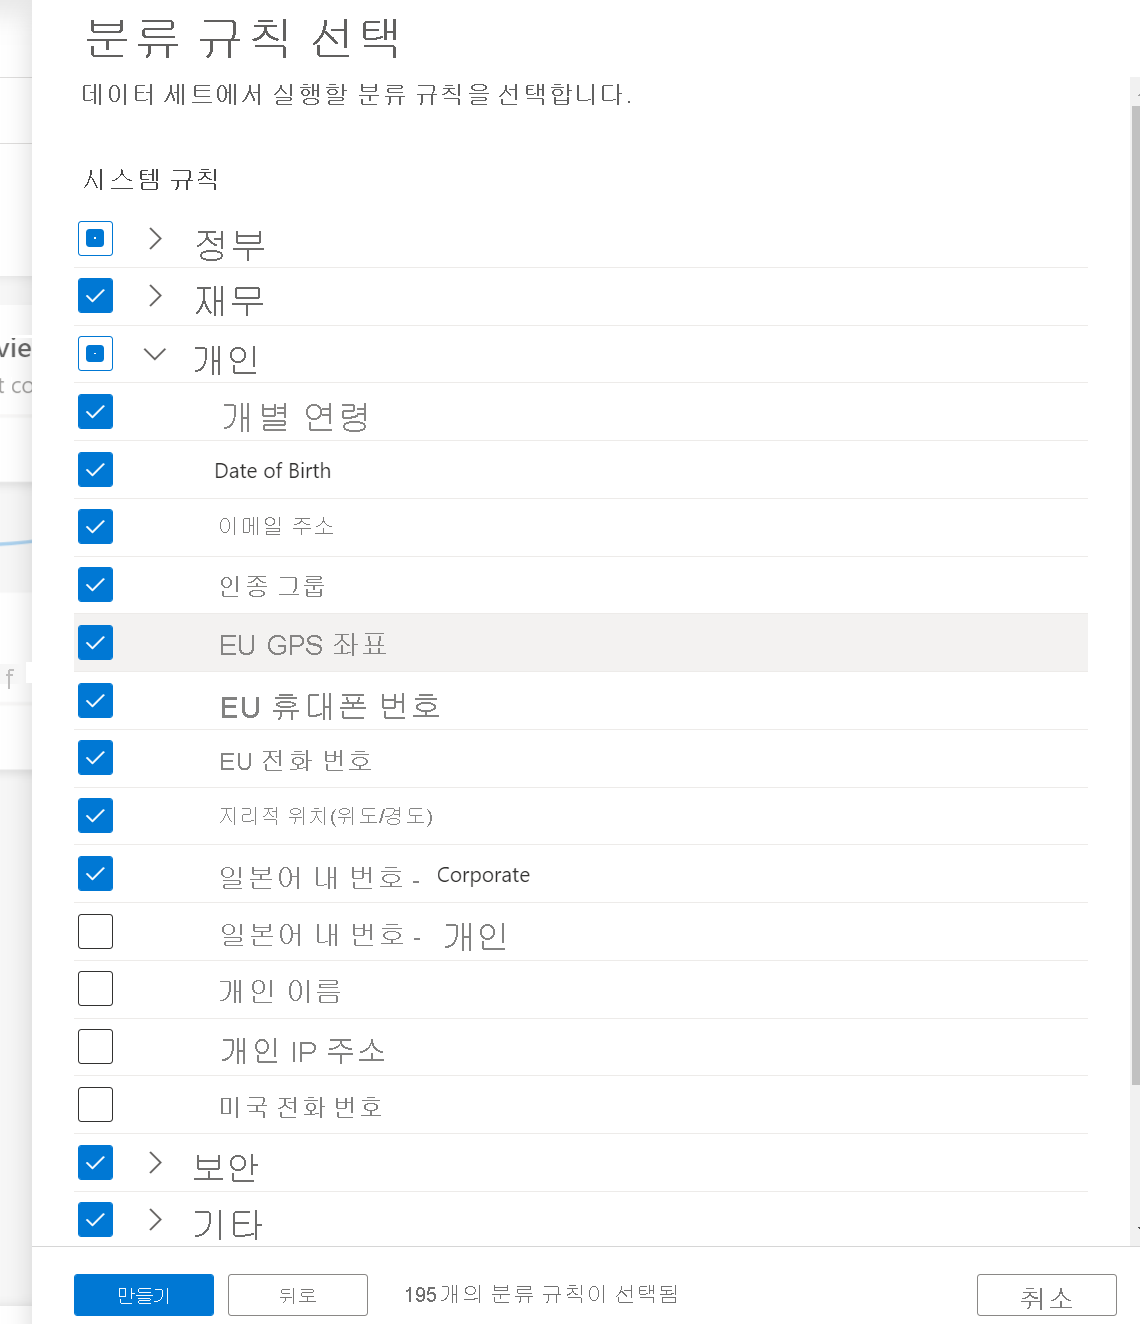 분류 규칙 선택
데이터 세트에서 실행할 분류 규칙을 선택합니다.
시스템 규칙
정부
재무
vie
개인
t co
개별 연령
Date of Birth
이메일 주소
인종 그룹
EU GPS 좌표
f
EU 휴대폰 번호
EU 전화 번호
지리적 위치(위도/경도)
일본어 내 번호 - Corporate
일본어 내 번호 - 개인
개인 이름
개인 IP 주소
미국 전화 번호
보안
기타
만들기 뒤로 195개의 분류 규칙이 선택됨 취소